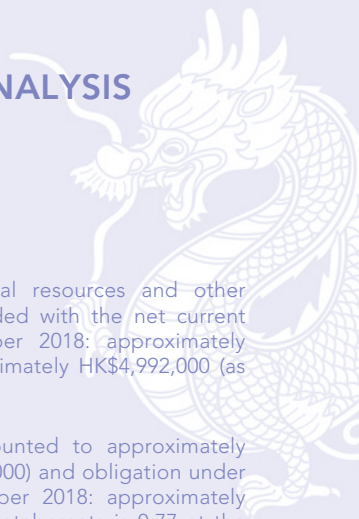 NALYSIS
al resources and other
ded with the net current
ber 2018: approximately
imately HK$4,992,000 (as
unted to approximately
000) and obligation under
ber 2018: approximately